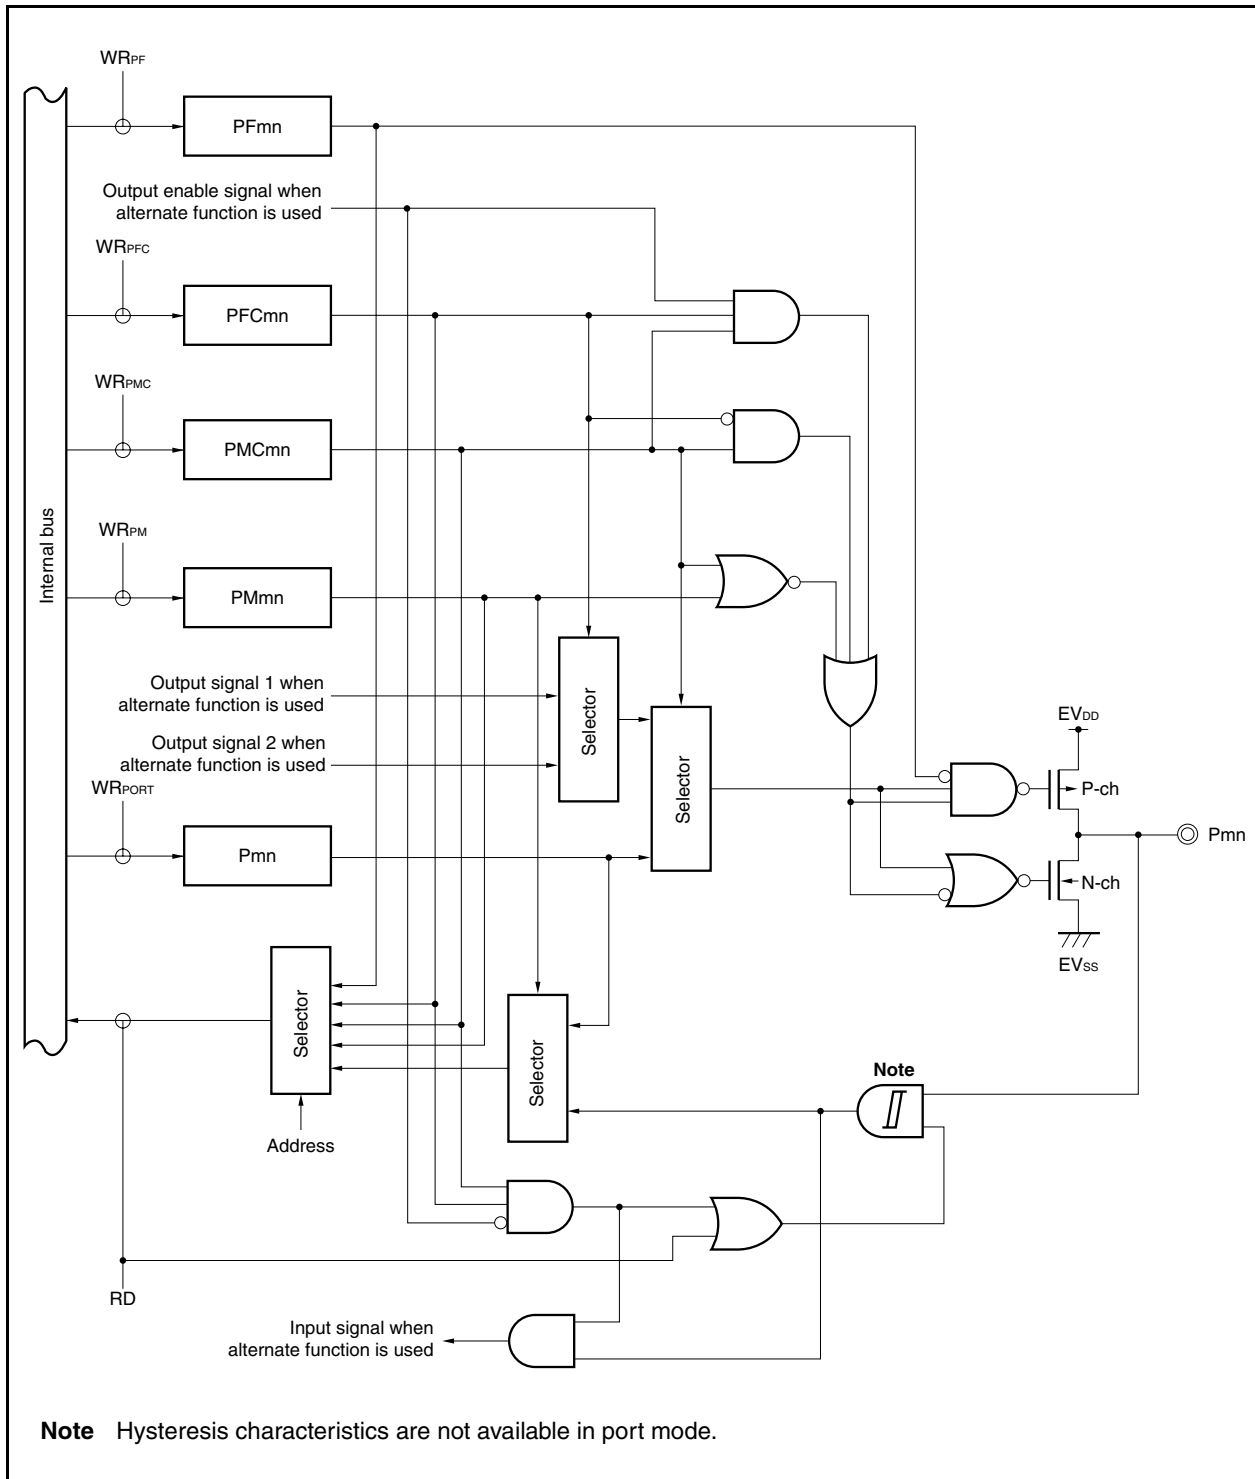 WRPF
PFmn
Output enable signal when
alternate function is used
WRPFC
PFCmn
WRPMC
PMCmn
Internal bus
WRPM
PMmn
Output signal 1 when
alternate function is used
Selector
Output signal 2 when
alternate function is used
Selector
WRPORT
Pmn
EVDD
P-ch
Pmn
N-ch
EVSS
Selector
Selector
Note
Address
RD
Input signal when
alternate function is used
Note Hysteresis characteristics are not available in port mode.